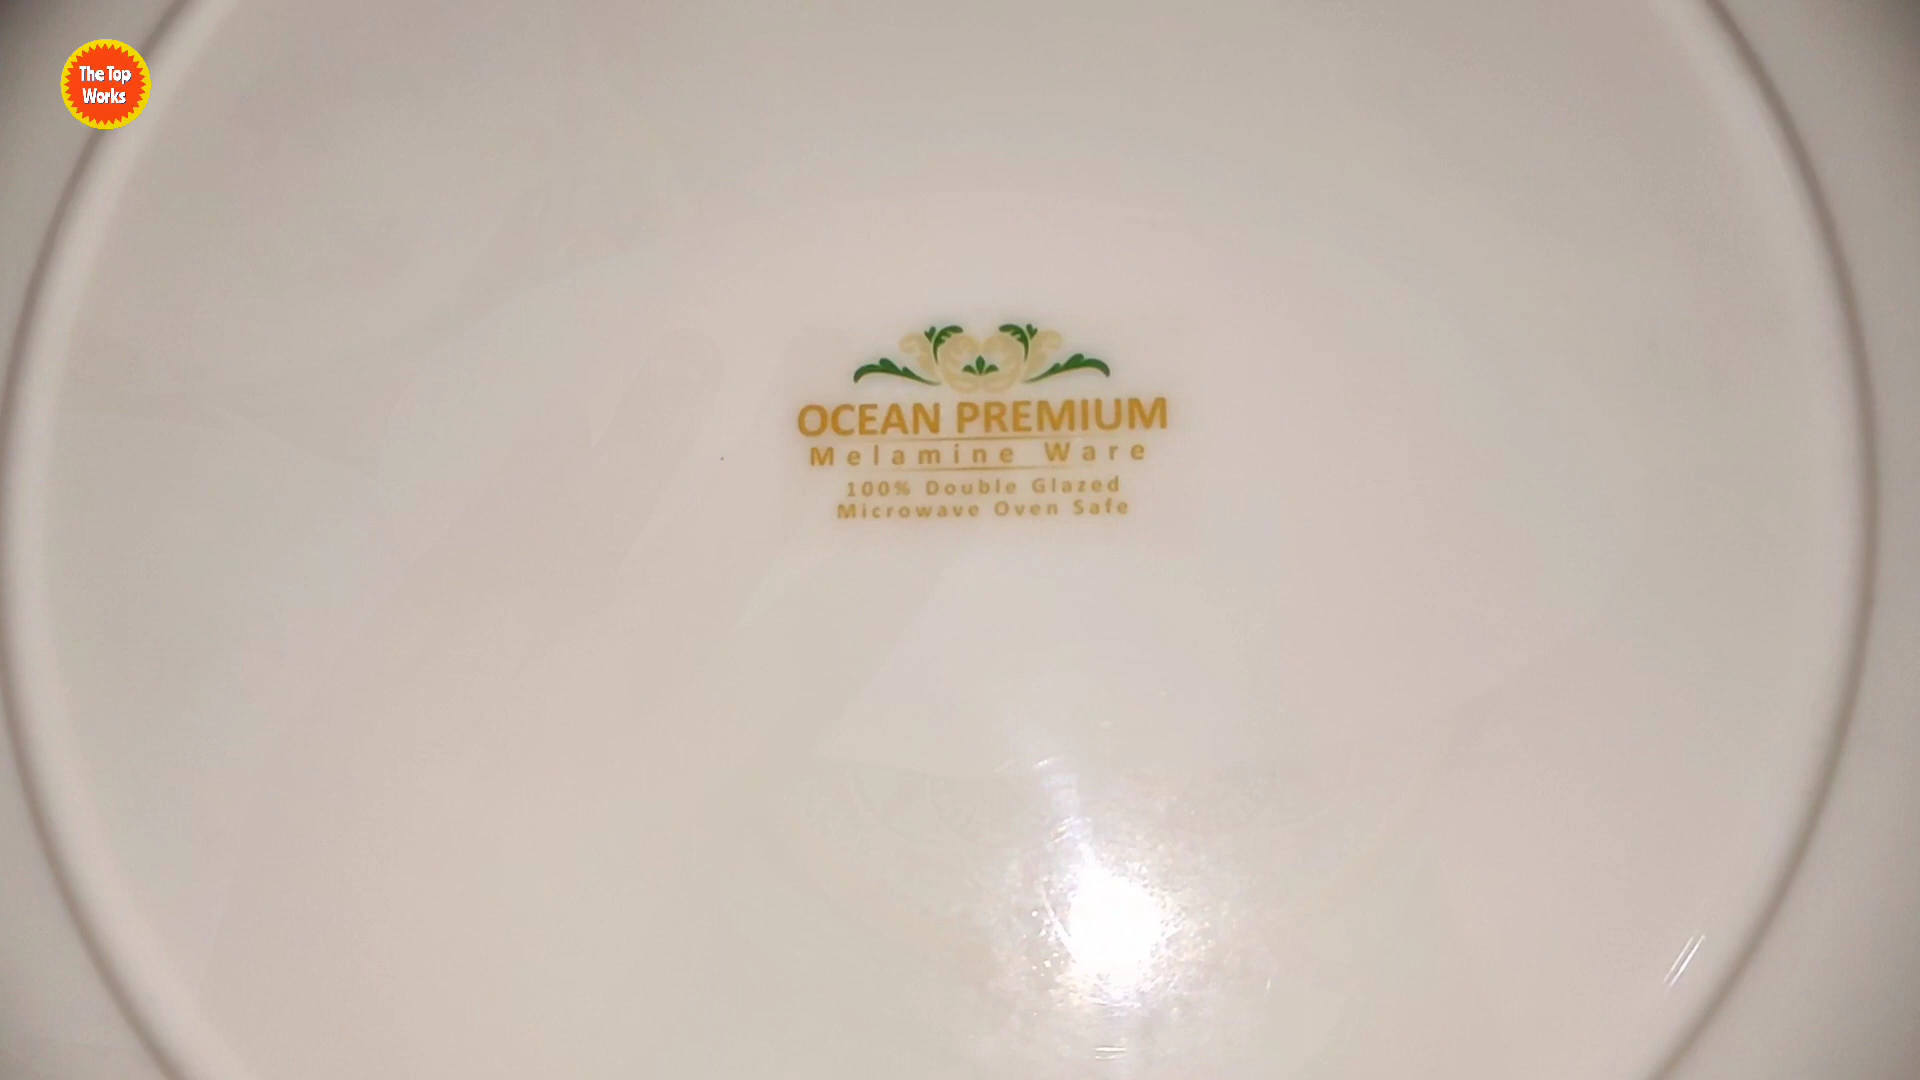 The Top
Works
OCEAN PREMIUM
Melamine Ware
100% Double Glazed
Microwave Oven Safe